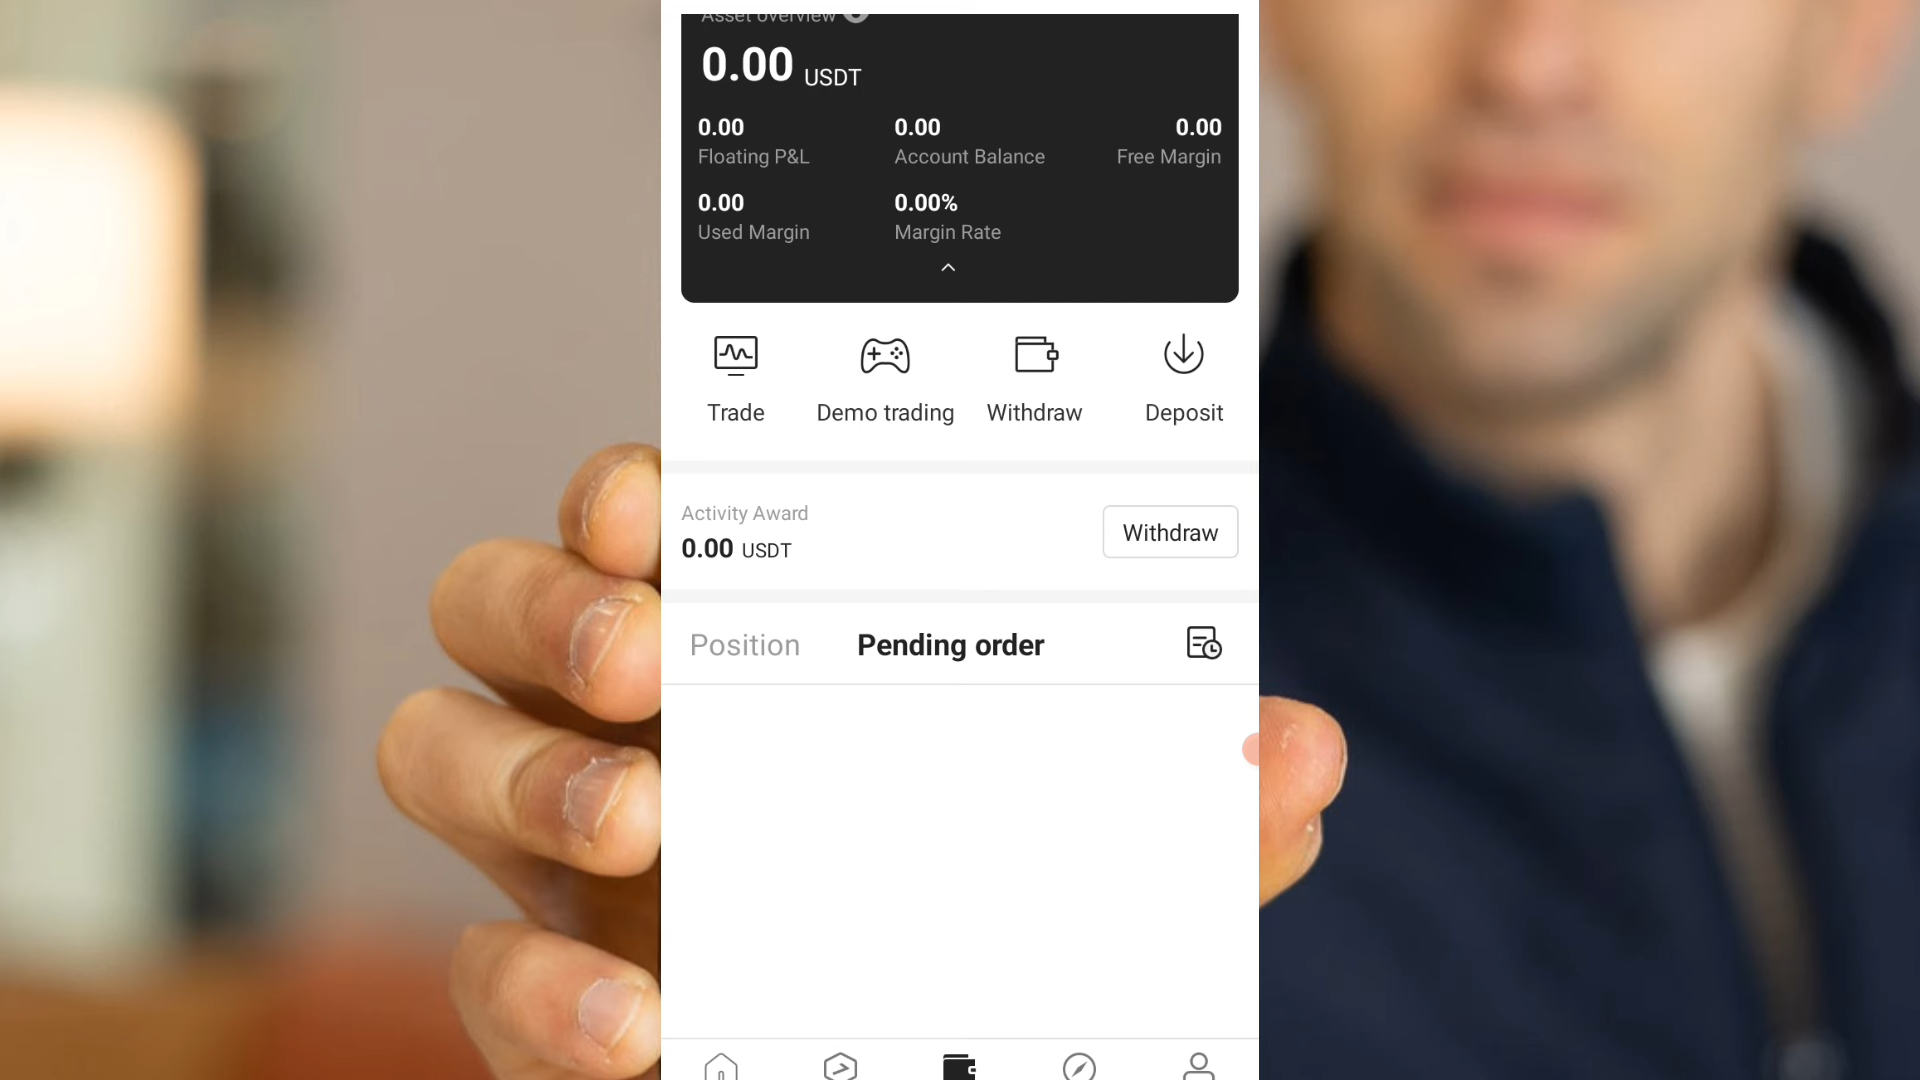 Asset overview
0.00 USDT
0.00 0.00 0.00
Floating P&L Account Balance Free Margin
0.00 0.00%
Used Margin Margin Rate
Trade Demo trading Withdraw Deposit
Activity Award
0.00 USDT
Withdraw
Position Pending order